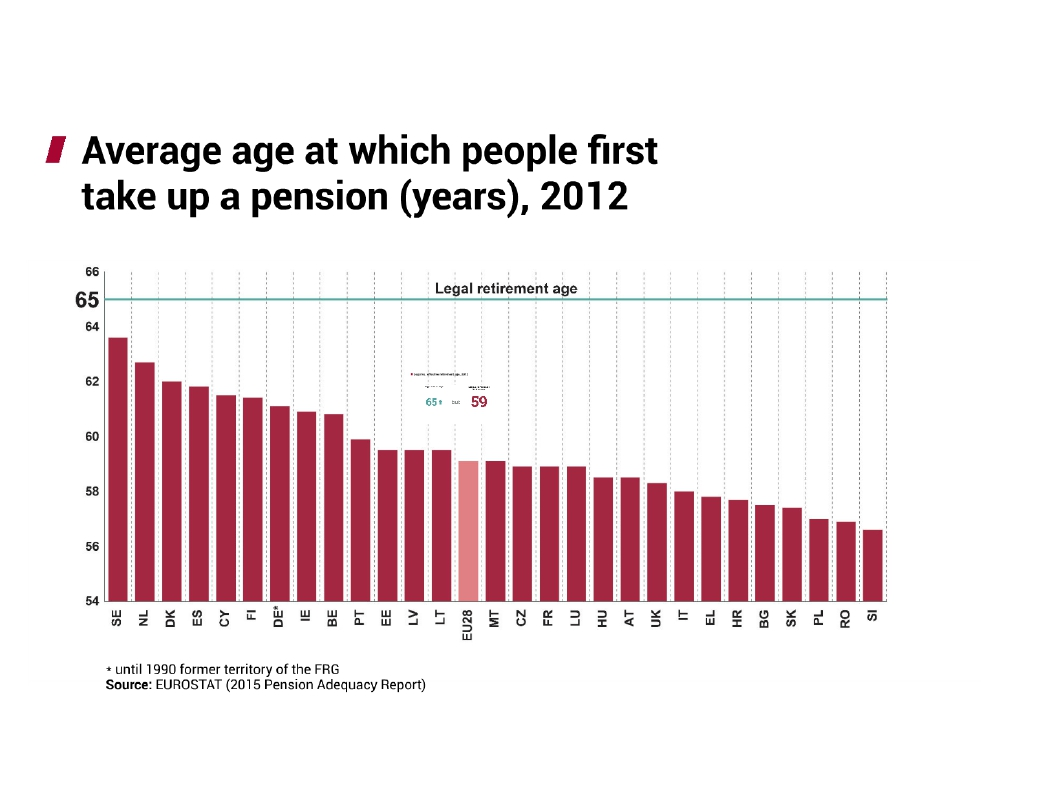 Average age at which people first
take up a pension (years), 2012
66
65
Legal retirement age
64
62
65
59
60
58
56
54
SE NL DK ES CY FI DE* IE BE PT EE LV LT EU28 MT CZ FR LU HU AT UK IT EL HR BG SK PL RO SI
* until 1990 former territory of the FRG
Source: EUROSTAT (2015 Pension Adequacy Report)